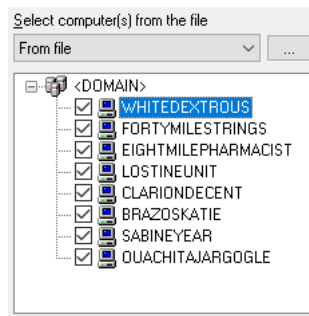 Select computer(s) from the file
From file
...
<DOMAIN>
WHITEDEXTROUS
FORTYMILESTRINGS
EIGHTMILEPHARMACIST
LOSTINEUNIT
CLARIONDECENT
BRAZOSKATIE
SABINEYEAR
OUACHITAJARGOGLE